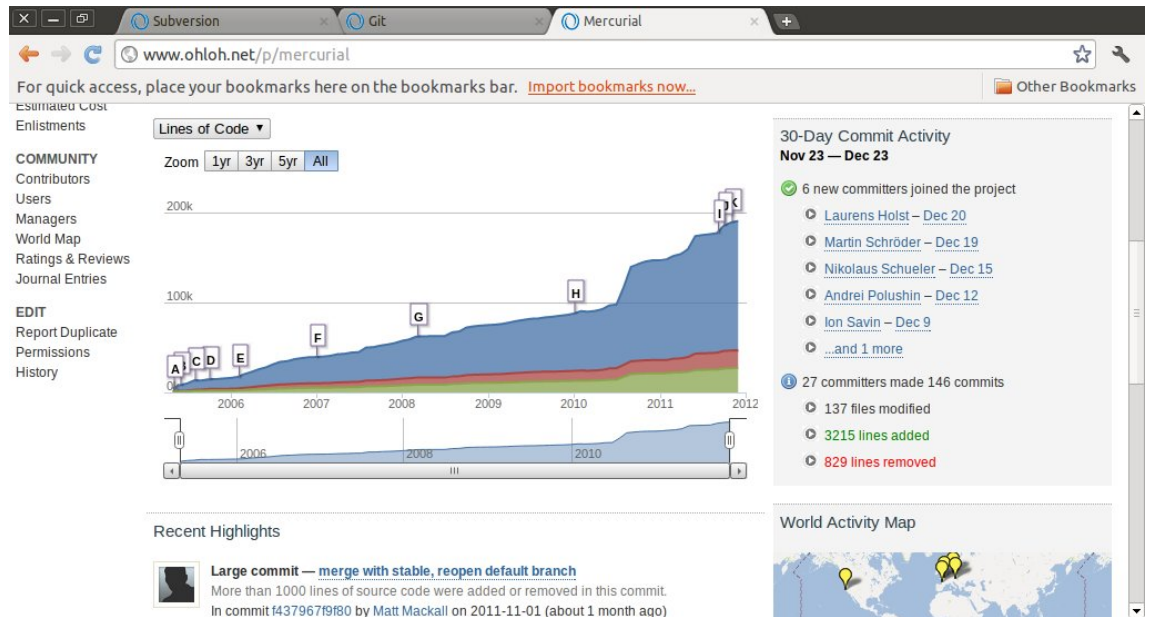 Subversion
Git
Mercurial
www.ohloh.net/p/mercurial
For quick access, place your bookmarks here on the bookmarks bar. Import bookmarks now...
Other Bookmarks
Estimated Cost
Enlistments
COMMUNITY
Contributors
Users
Managers
World Map
Ratings & Reviews
Journal Entries
EDIT
Report Duplicate
Permissions
History
Lines of Code
Zoom 1yr 3yr 5yr All
200k
100k
0k
A
C
D
E
F
G
H
I
J
K
2006 2007 2008 2009 2010 2011 2012
2006 2008 2010
Recent Highlights
Large commit — merge with stable, reopen default branch
More than 1000 lines of source code were added or removed in this commit.
In commit f437967f9f80 by Matt Mackall on 2011-11-01 (about 1 month ago)
30-Day Commit Activity
Nov 23 — Dec 23
6 new committers joined the project
Laurens Holst – Dec 20
Martin Schröder – Dec 19
Nikolaus Schueler – Dec 15
Andrei Polushin – Dec 12
Ion Savin – Dec 9
...and 1 more
27 committers made 146 commits
137 files modified
3215 lines added
829 lines removed
World Activity Map